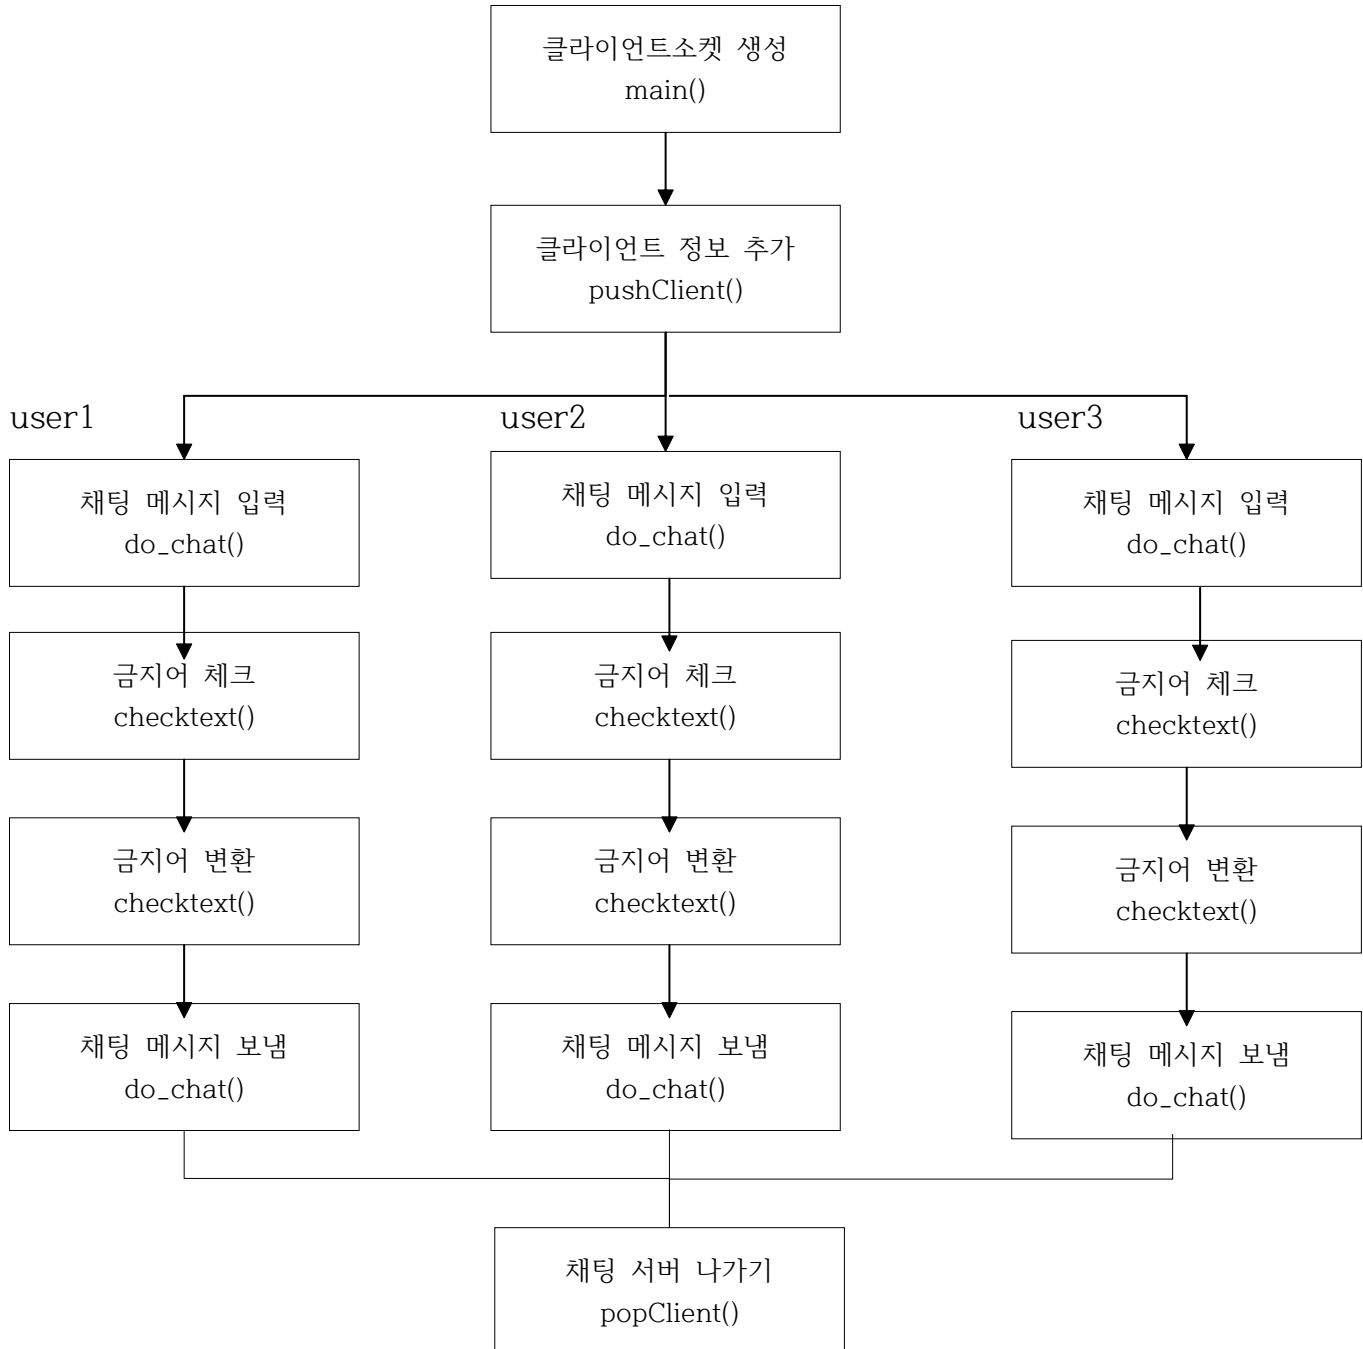 클라이언트소켓 생성
main()
클라이언트 정보 추가
pushClient()
user1
user2
user3
채팅 메시지 입력
do_chat()
채팅 메시지 입력
do_chat()
채팅 메시지 입력
do_chat()
금지어 체크
checktext()
금지어 체크
checktext()
금지어 체크
checktext()
금지어 변환
checktext()
금지어 변환
checktext()
금지어 변환
checktext()
채팅 메시지 보냄
do_chat()
채팅 메시지 보냄
do_chat()
채팅 메시지 보냄
do_chat()
채팅 서버 나가기
popClient()